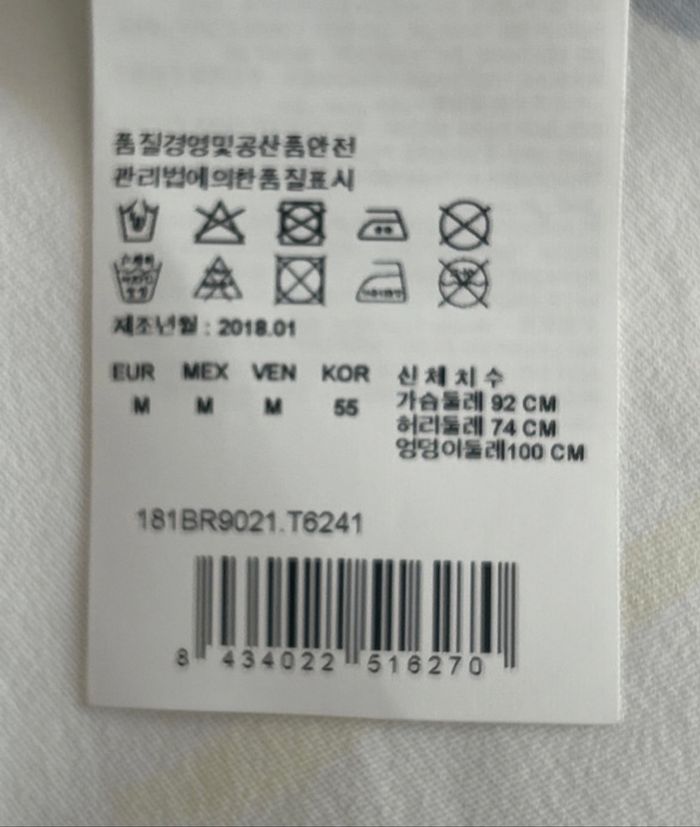 품질경영및공산품안전
관리법에의한품질표시
제조년월 : 2018.01
EUR MEX VEN KOR 신체치수
M M M 55 가슴둘레 92 CM
허리둘레 74 CM
엉덩이둘레100 CM
181BR9021.T6241
8 434022 516270